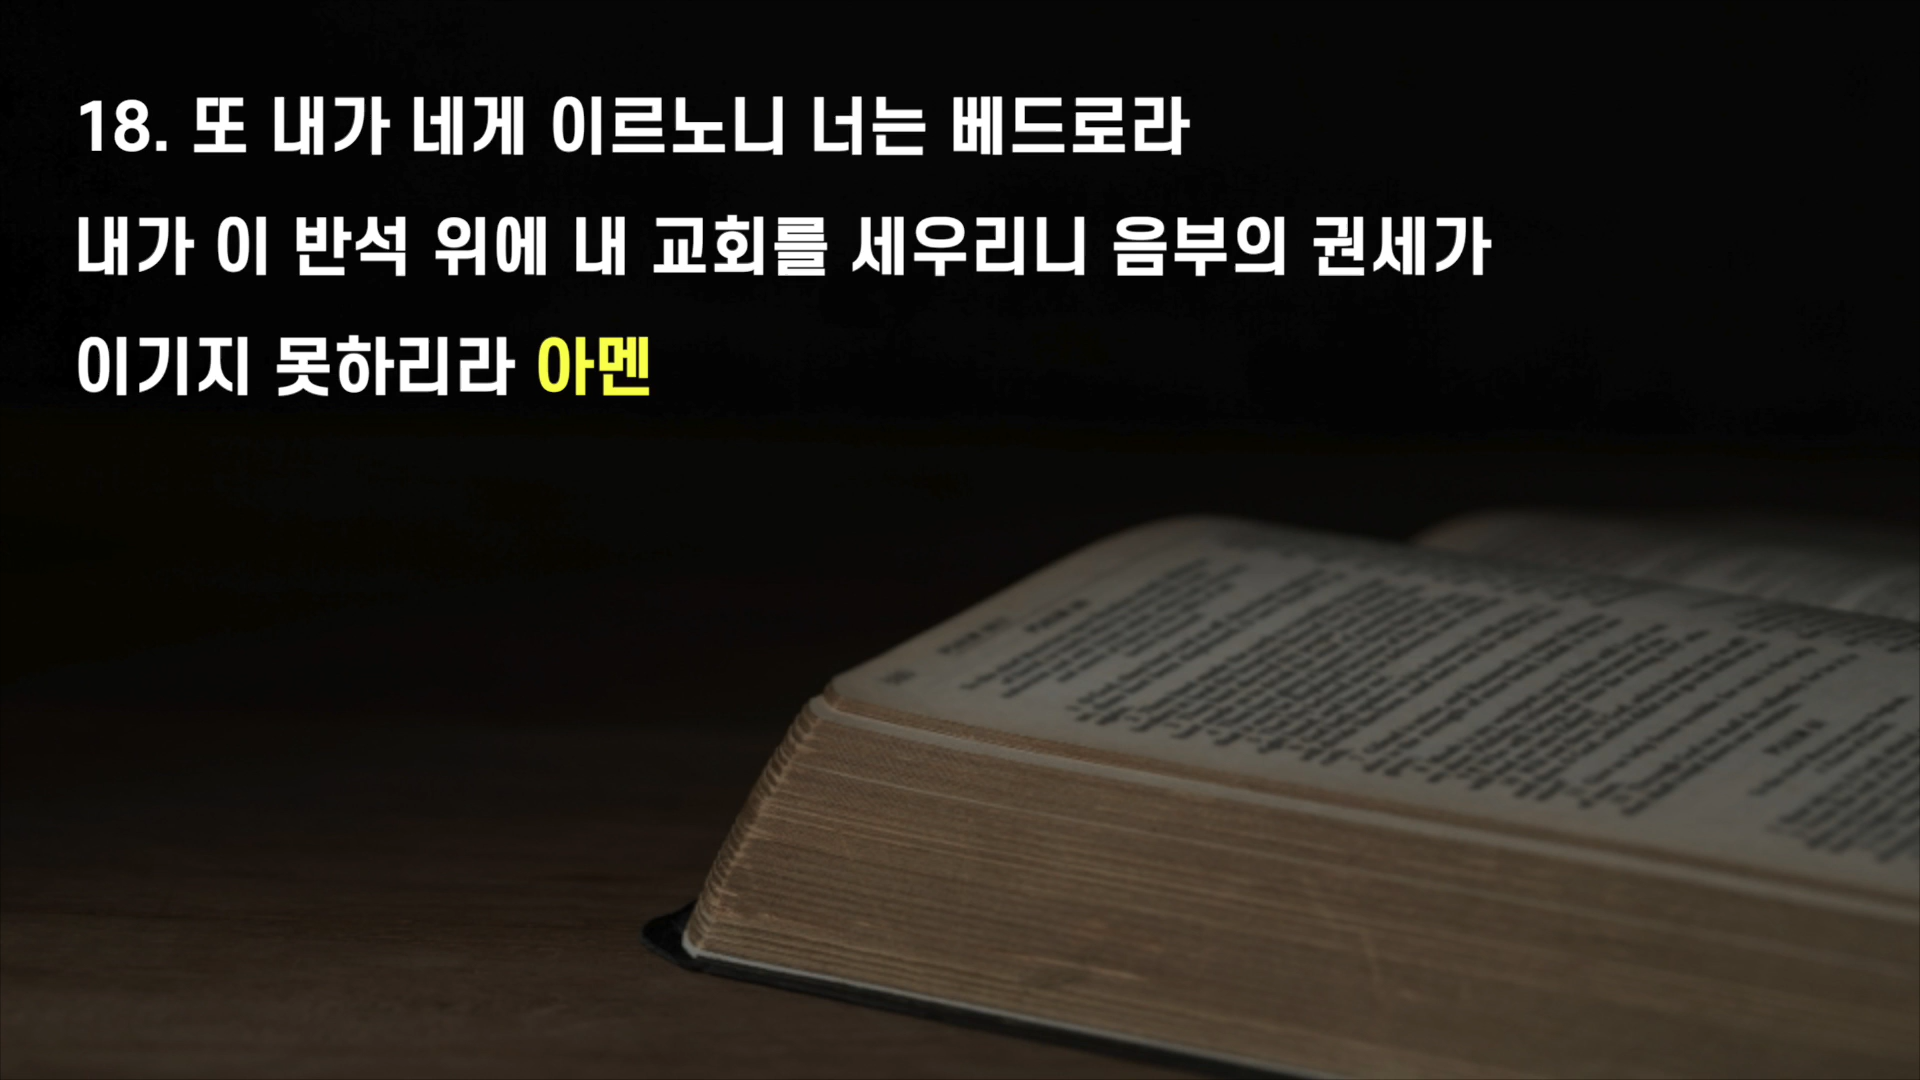 18. 또 내가 네게 이르노니 너는 베드로라
내가 이 반석 위에 내 교회를 세우리니 음부의 권세가
이기지 못하리라 아멘